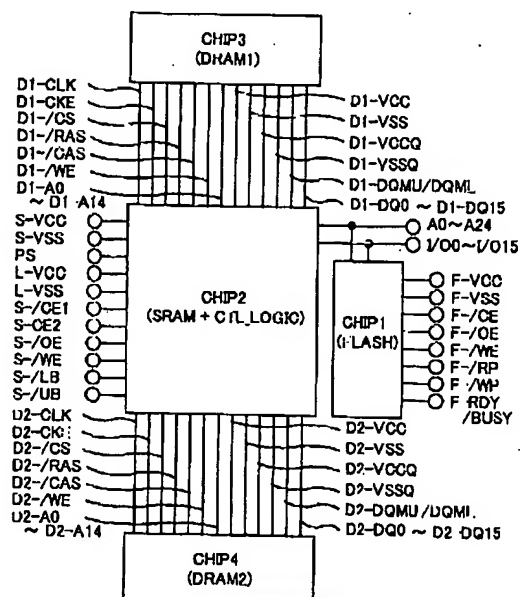 CHIP3
(DRAM1)
D1-CLK
D1-CKE
D1-/CS
D1-/RAS
D1-/CAS
D1-/WE
D1-A0
~ D1-A14
D1-VCC
D1-VSS
D1-VCCQ
D1-VSSQ
D1-DQMU/DQML
D1-DQ0 ~ D1-DQ15
S-VCC
S-VSS
PS
L-VCC
L-VSS
S-/CE1
S-CE2
S-/OE
S-/WE
S-/LB
S-/UB
CHIP2
(SRAM + CTL_LOGIC)
A0~A24
I/O0~I/O15
CHIP1
(FLASH)
F-VCC
F-VSS
F-/CE
F-/OE
F-/WE
F-/RP
F-/WP
F-RDY
/BUSY
D2-CLK
D2-CKE
D2-/CS
D2-/RAS
D2-/CAS
D2-/WE
D2-A0
~ D2-A14
D2-VCC
D2-VSS
D2-VCCQ
D2-VSSQ
D2-DQMU/DQML
D2-DQ0 ~ D2-DQ15
CHIP4
(DRAM2)